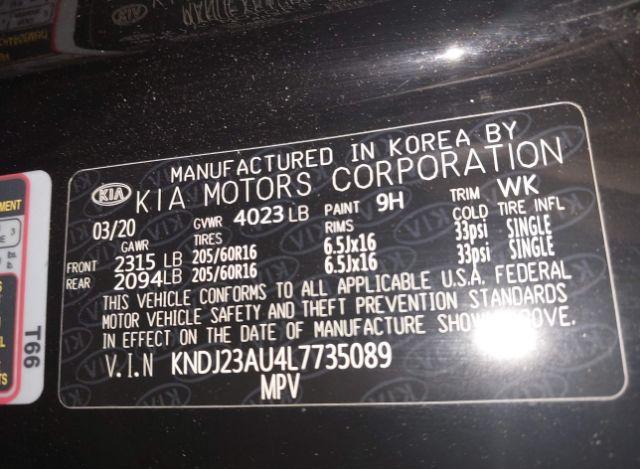 MANUFACTURED IN KOREA BY
KIA KIA MOTORS CORPORATION
03/20 GVWR 4023 LB PAINT 9H TRIM WK
GAWR TIRES RIMS COLD TIRE INFL
FRONT 2315 LB 205/60R16 6.5Jx16 33psi SINGLE
REAR 2094LB 205/60R16 6.5Jx16 33psi SINGLE
THIS VEHICLE CONFORMS TO ALL APPLICABLE U.S.A. FEDERAL
MOTOR VEHICLE SAFETY AND THEFT PREVENTION STANDARDS
IN EFFECT ON THE DATE OF MANUFACTURE SHOWN ABOVE.
V.I.N KNDJ23AU4L7735089
MPV
T66